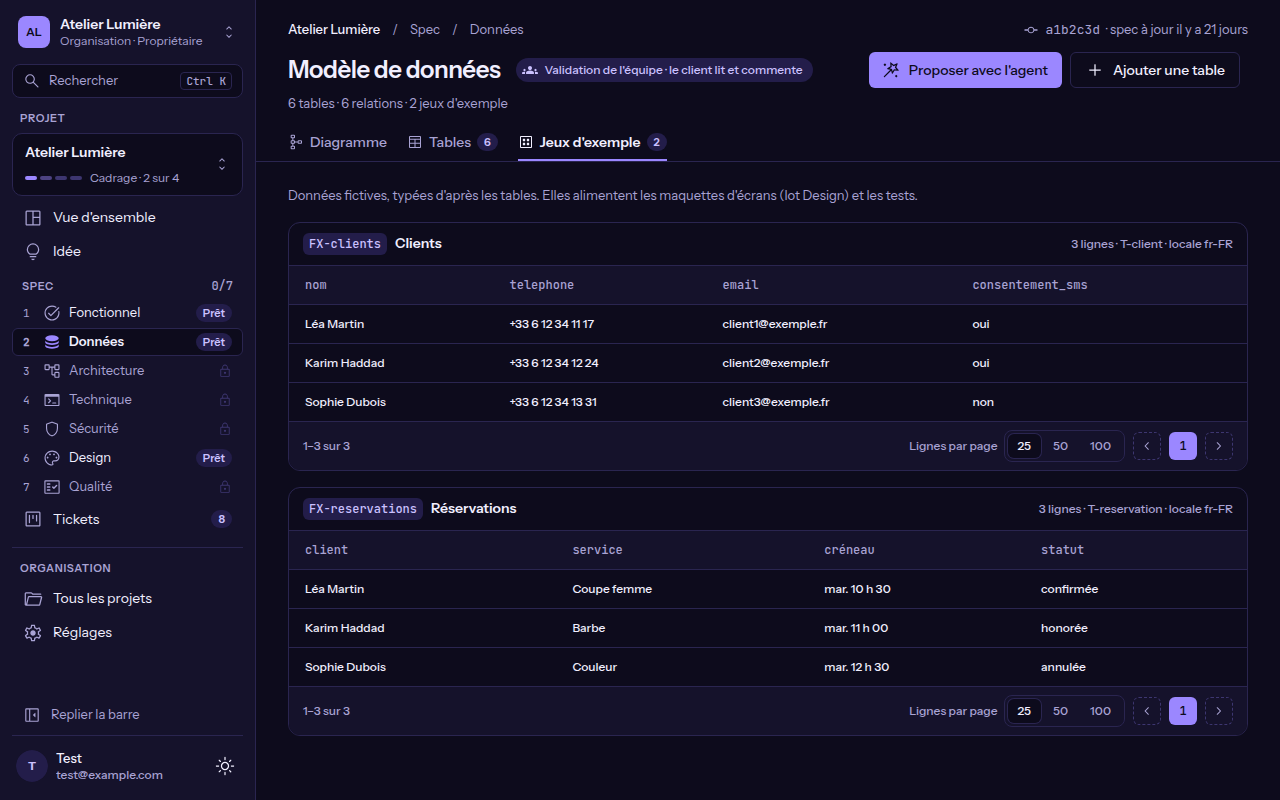 AL
Atelier Lumière
Organisation · Propriétaire
Rechercher
Ctrl K
PROJET
Atelier Lumière
Cadrage · 2 sur 4
Vue d'ensemble
Idée
SPEC 0/7
1 Fonctionnel Prêt
2 Données Prêt
3 Architecture
4 Technique
5 Sécurité
6 Design Prêt
7 Qualité
Tickets 8
ORGANISATION
Tous les projets
Réglages
Replier la barre
T
Test
test@example.com
Atelier Lumière / Spec / Données
a1b2c3d · spec à jour il y a 21 jours
Modèle de données
Validation de l'équipe · le client lit et commente
Proposer avec l'agent
Ajouter une table
6 tables · 6 relations · 2 jeux d'exemple
Diagramme
Tables 6
Jeux d'exemple 2
Données fictives, typées d'après les tables. Elles alimentent les maquettes d'écrans (lot Design) et les tests.
FX-clients Clients
3 lignes · T-client · locale fr-FR
nom telephone email consentement_sms
Léa Martin +33 6 12 34 11 17 client1@exemple.fr oui
Karim Haddad +33 6 12 34 12 24 client2@exemple.fr oui
Sophie Dubois +33 6 12 34 13 31 client3@exemple.fr non
1–3 sur 3
Lignes par page 25 50 100 1
FX-reservations Réservations
3 lignes · T-reservation · locale fr-FR
client service créneau statut
Léa Martin Coupe femme mar. 10 h 30 confirmée
Karim Haddad Barbe mar. 11 h 00 honorée
Sophie Dubois Couleur mar. 12 h 30 annulée
1–3 sur 3
Lignes par page 25 50 100 1